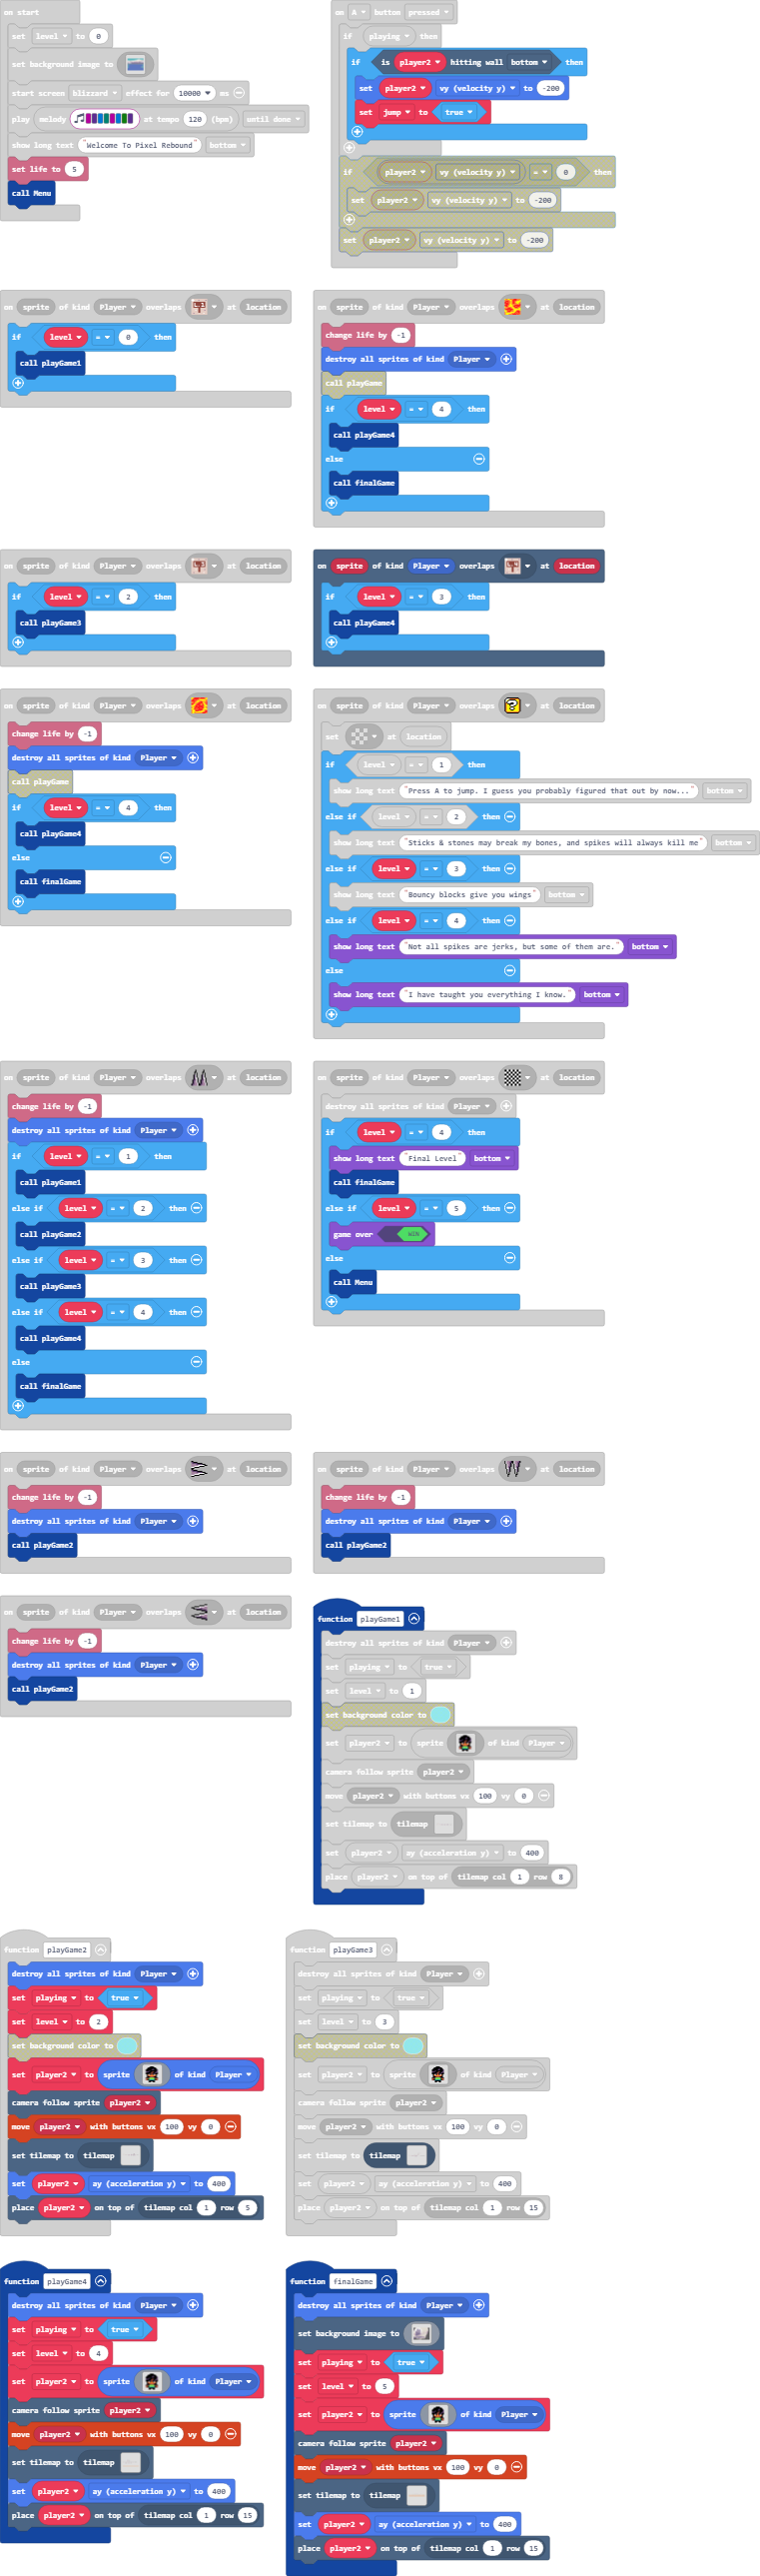 on start
set level to 0
set background image to
start screen blizzard effect for 10000 ms
play melody at tempo 120 (bpm) until done
show long text "Welcome To Pixel Rebound" bottom
set life to 5
call Menu
on A button pressed
if playing then
if is player2 hitting wall bottom then
set player2 vy (velocity y) to -200
set jump to true
if player2 vy (velocity y) = 0 then
set player2 vy (velocity y) to -200
set player2 vy (velocity y) to -200
on sprite of kind Player overlaps at location
if level = 0 then
call playGame1
on sprite of kind Player overlaps at location
change life by -1
destroy all sprites of kind Player
call playGame
if level = 4 then
call playGame4
else
call finalGame
on sprite of kind Player overlaps at location
if level = 2 then
call playGame3
on sprite of kind Player overlaps at location
if level = 3 then
call playGame4
on sprite of kind Player overlaps at location
change life by -1
destroy all sprites of kind Player
call playGame
if level = 4 then
call playGame4
else
call finalGame
on sprite of kind Player overlaps at location
set at location
if level = 1 then
show long text "Press A to jump. I guess you probably figured that out by now..." bottom
else if level = 2 then
show long text "Sticks & stones may break my bones, and spikes will always kill me" bottom
else if level = 3 then
show long text "Bouncy blocks give you wings" bottom
else if level = 4 then
show long text "Not all spikes are jerks, but some of them are." bottom
else
show long text "I have taught you everything I know." bottom
on sprite of kind Player overlaps at location
change life by -1
destroy all sprites of kind Player
if level = 1 then
call playGame1
else if level = 2 then
call playGame2
else if level = 3 then
call playGame3
else if level = 4 then
call playGame4
else
call finalGame
on sprite of kind Player overlaps at location
destroy all sprites of kind Player
if level = 4 then
show long text "Final Level" bottom
call finalGame
else if level = 5 then
game over WIN
else
call Menu
on sprite of kind Player overlaps at location
change life by -1
destroy all sprites of kind Player
call playGame2
on sprite of kind Player overlaps at location
change life by -1
destroy all sprites of kind Player
call playGame2
on sprite of kind Player overlaps at location
change life by -1
destroy all sprites of kind Player
call playGame2
function playGame1
destroy all sprites of kind Player
set playing to true
set level to 1
set background color to
set player2 to sprite of kind Player
camera follow sprite player2
move player2 with buttons vx 100 vy 0
set tilemap to tilemap
set player2 ay (acceleration y) to 400
place player2 on top of tilemap col 1 row 8
function playGame2
destroy all sprites of kind Player
set playing to true
set level to 2
set background color to
set player2 to sprite of kind Player
camera follow sprite player2
move player2 with buttons vx 100 vy 0
set tilemap to tilemap
set player2 ay (acceleration y) to 400
place player2 on top of tilemap col 1 row 5
function playGame3
destroy all sprites of kind Player
set playing to true
set level to 3
set background color to
set player2 to sprite of kind Player
camera follow sprite player2
move player2 with buttons vx 100 vy 0
set tilemap to tilemap
set player2 ay (acceleration y) to 400
place player2 on top of tilemap col 1 row 15
function playGame4
destroy all sprites of kind Player
set playing to true
set level to 4
set player2 to sprite of kind Player
camera follow sprite player2
move player2 with buttons vx 100 vy 0
set tilemap to tilemap
set player2 ay (acceleration y) to 400
place player2 on top of tilemap col 1 row 15
function finalGame
destroy all sprites of kind Player
set background image to
set playing to true
set level to 5
set player2 to sprite of kind Player
camera follow sprite player2
move player2 with buttons vx 100 vy 0
set tilemap to tilemap
set player2 ay (acceleration y) to 400
place player2 on top of tilemap col 1 row 15